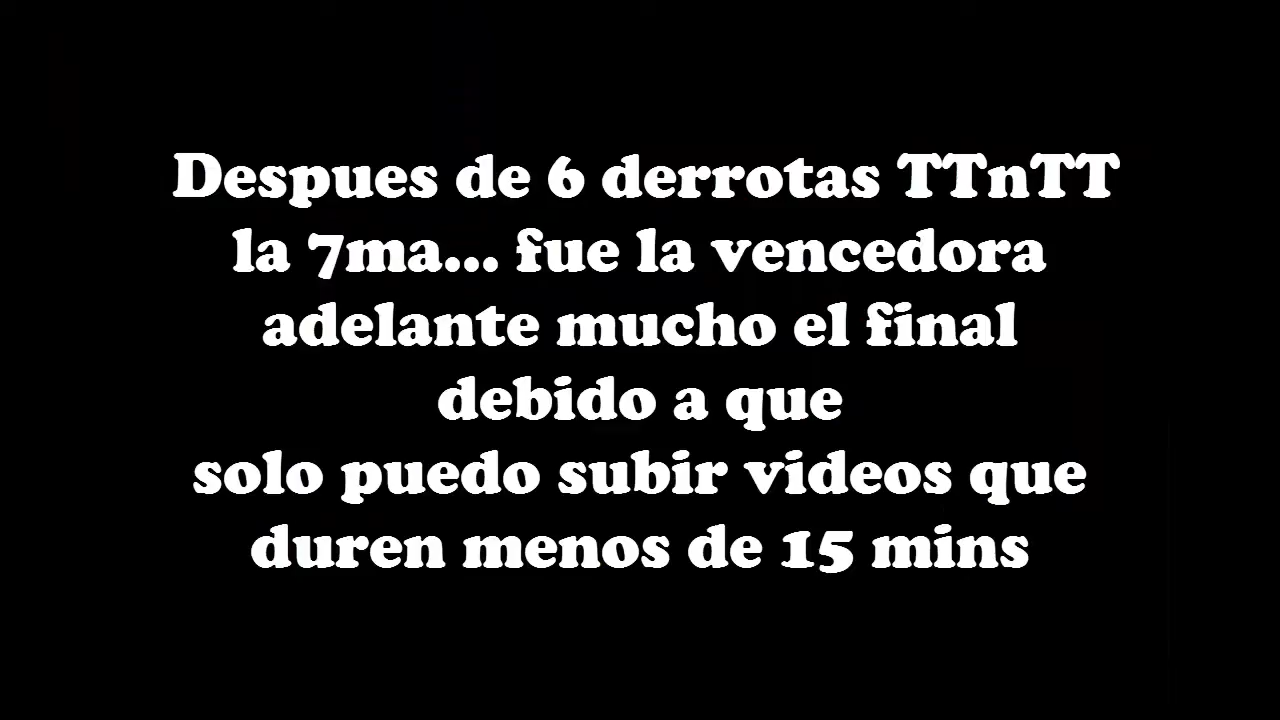 Despues de 6 derrotas TTnTT
la 7ma... fue la vencedora
adelante mucho el final
debido a que
solo puedo subir videos que
duren menos de 15 mins